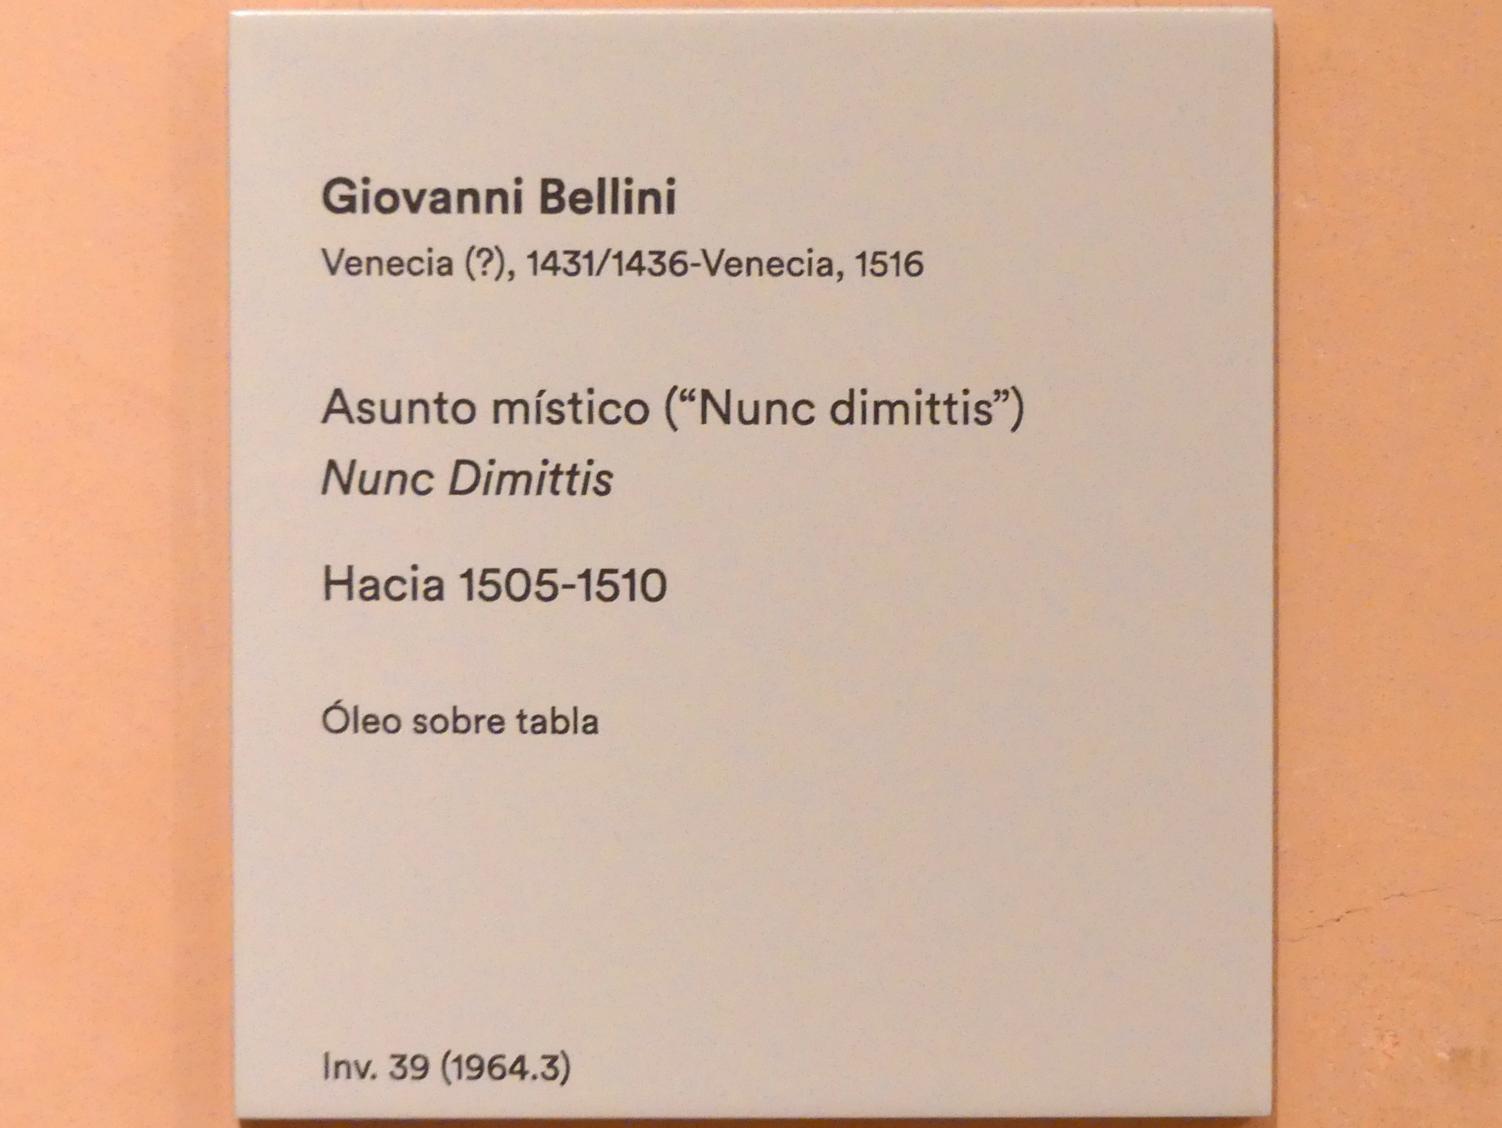 Giovanni Bellini
Venecia (?), 1431/1436-Venecia, 1516
Asunto místico (“Nunc dimittis”)
Nunc Dimittis
Hacia 1505-1510
Óleo sobre tabla
Inv. 39 (1964.3)